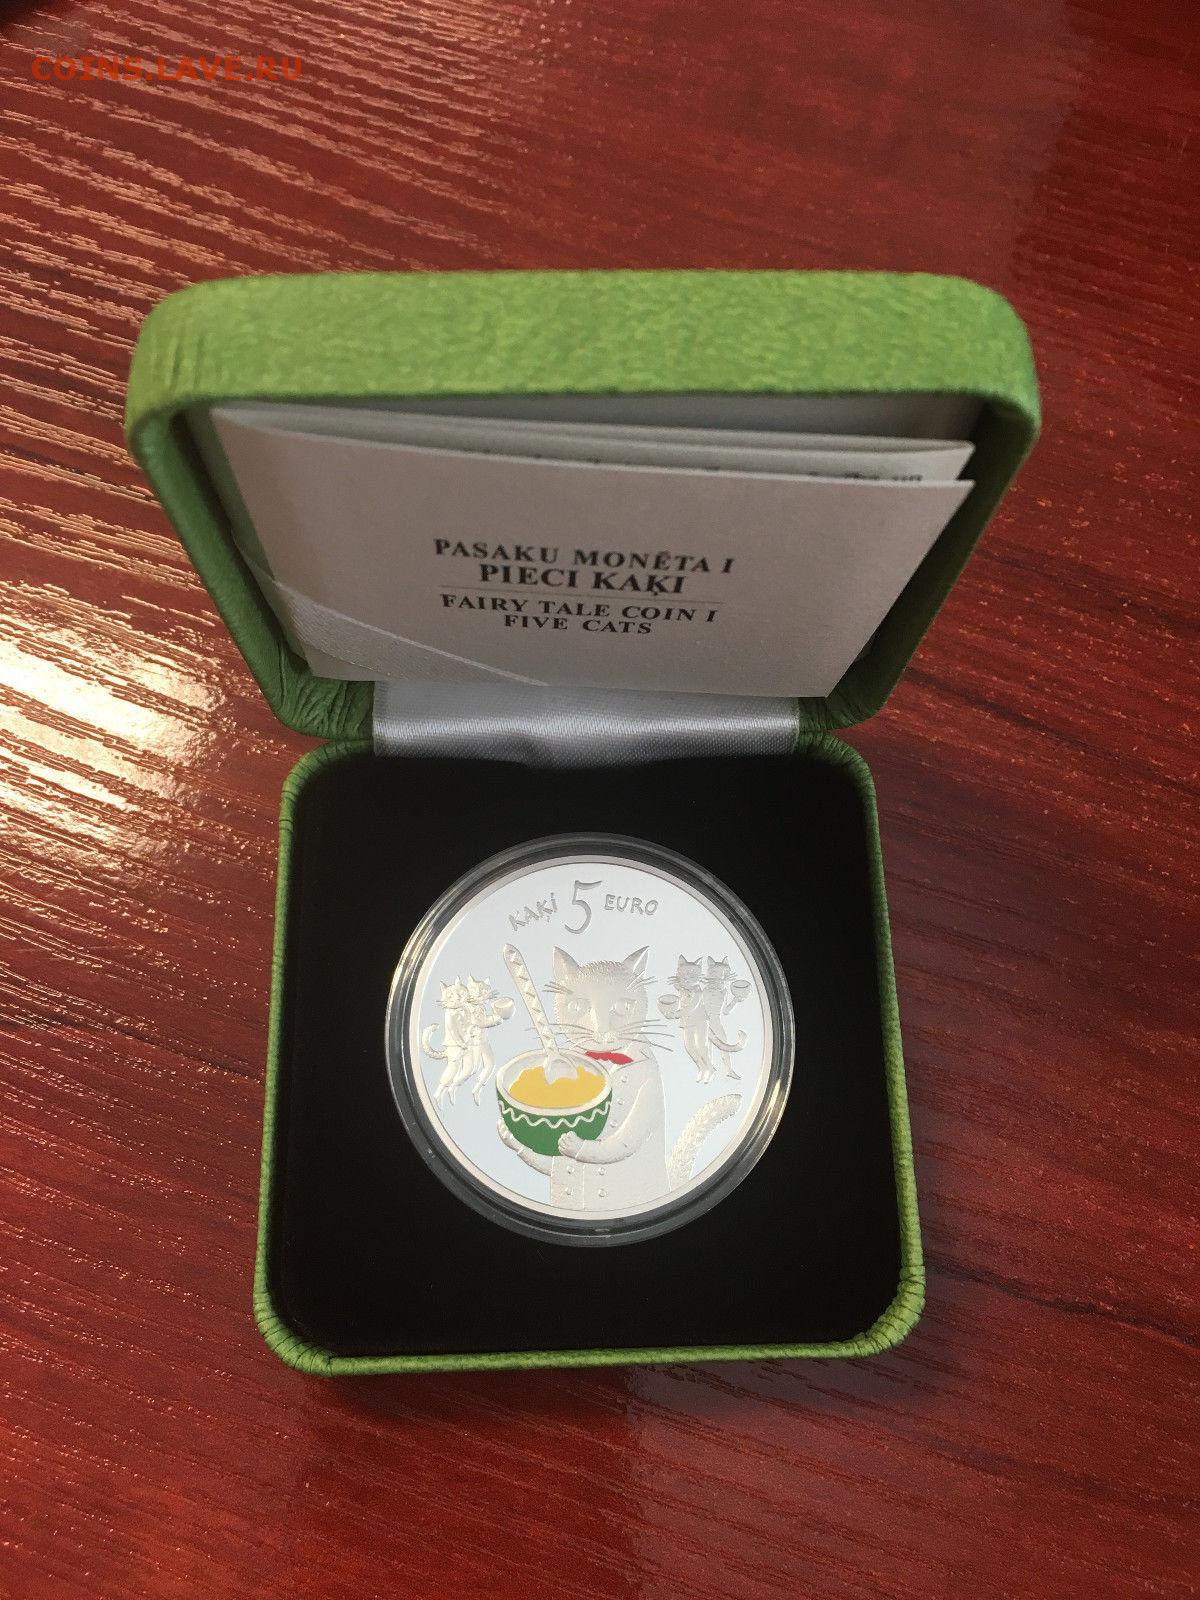 COINS.LAVE.RU
PASAKU MONĒTA I
PIECI KAĶI
FAIRY TALE COIN I
FIVE CATS
KAĶI 5 EURO